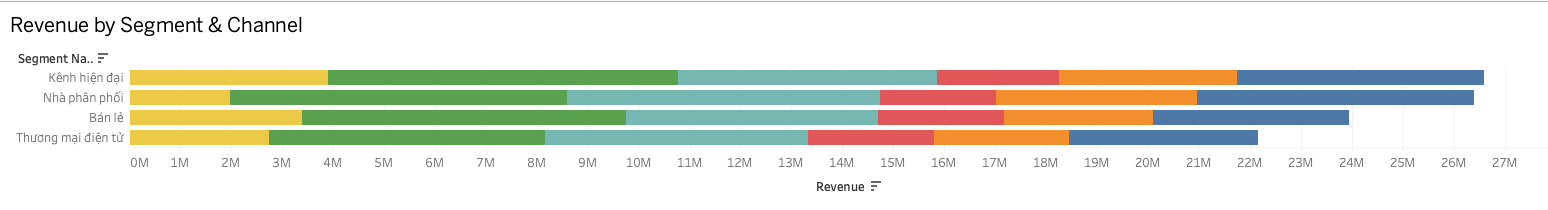 Revenue by Segment & Channel
Segment Na..
Kênh hiện đại
Nhà phân phối
Bán lẻ
Thương mại điện tử
0M 1M 2M 3M 4M 5M 6M 7M 8M 9M 10M 11M 12M 13M 14M 15M 16M 17M 18M 19M 20M 21M 22M 23M 24M 25M 26M 27M
Revenue